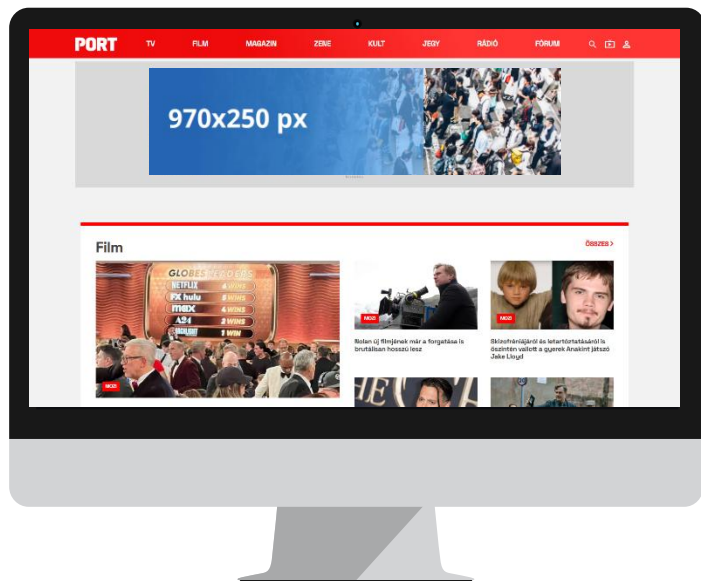 PORT
TV FILM MAGAZIN ZENE KULT JEGY RÁDIÓ FÓRUM
970x250 px
Film
ÖSSZES >
GLOBES LEADERS
NETFLIX 4 WINS
FX hulu 4 WINS
max 4 WINS
A24 2 WINS
1 WIN
MOZI
MOZI
Nolan új filmjének már a forgatása is
brutálisan hosszú lesz
MOZI
Skizofréniájáról és letartóztatásáról is
őszintén vallott a gyerek Anakint játszó
Jake Lloyd